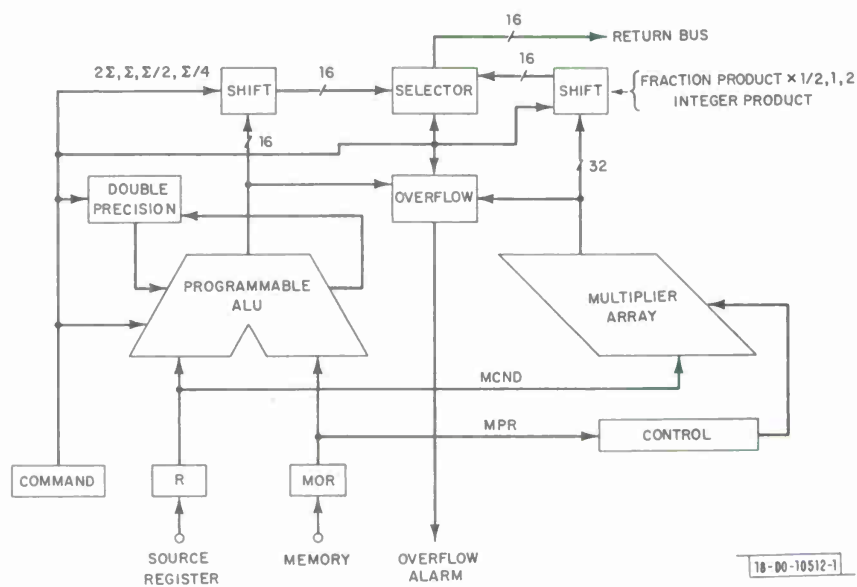 16
RETURN BUS
2Σ, Σ, Σ/2, Σ/4
16
16
SHIFT
SELECTOR
SHIFT
FRACTION PRODUCT × 1/2, 1, 2
INTEGER PRODUCT
16
32
DOUBLE
PRECISION
OVERFLOW
PROGRAMMABLE
ALU
MULTIPLIER
ARRAY
MCND
MPR
CONTROL
COMMAND
R
MOR
SOURCE
REGISTER
MEMORY
OVERFLOW
ALARM
18-DO-10512-1